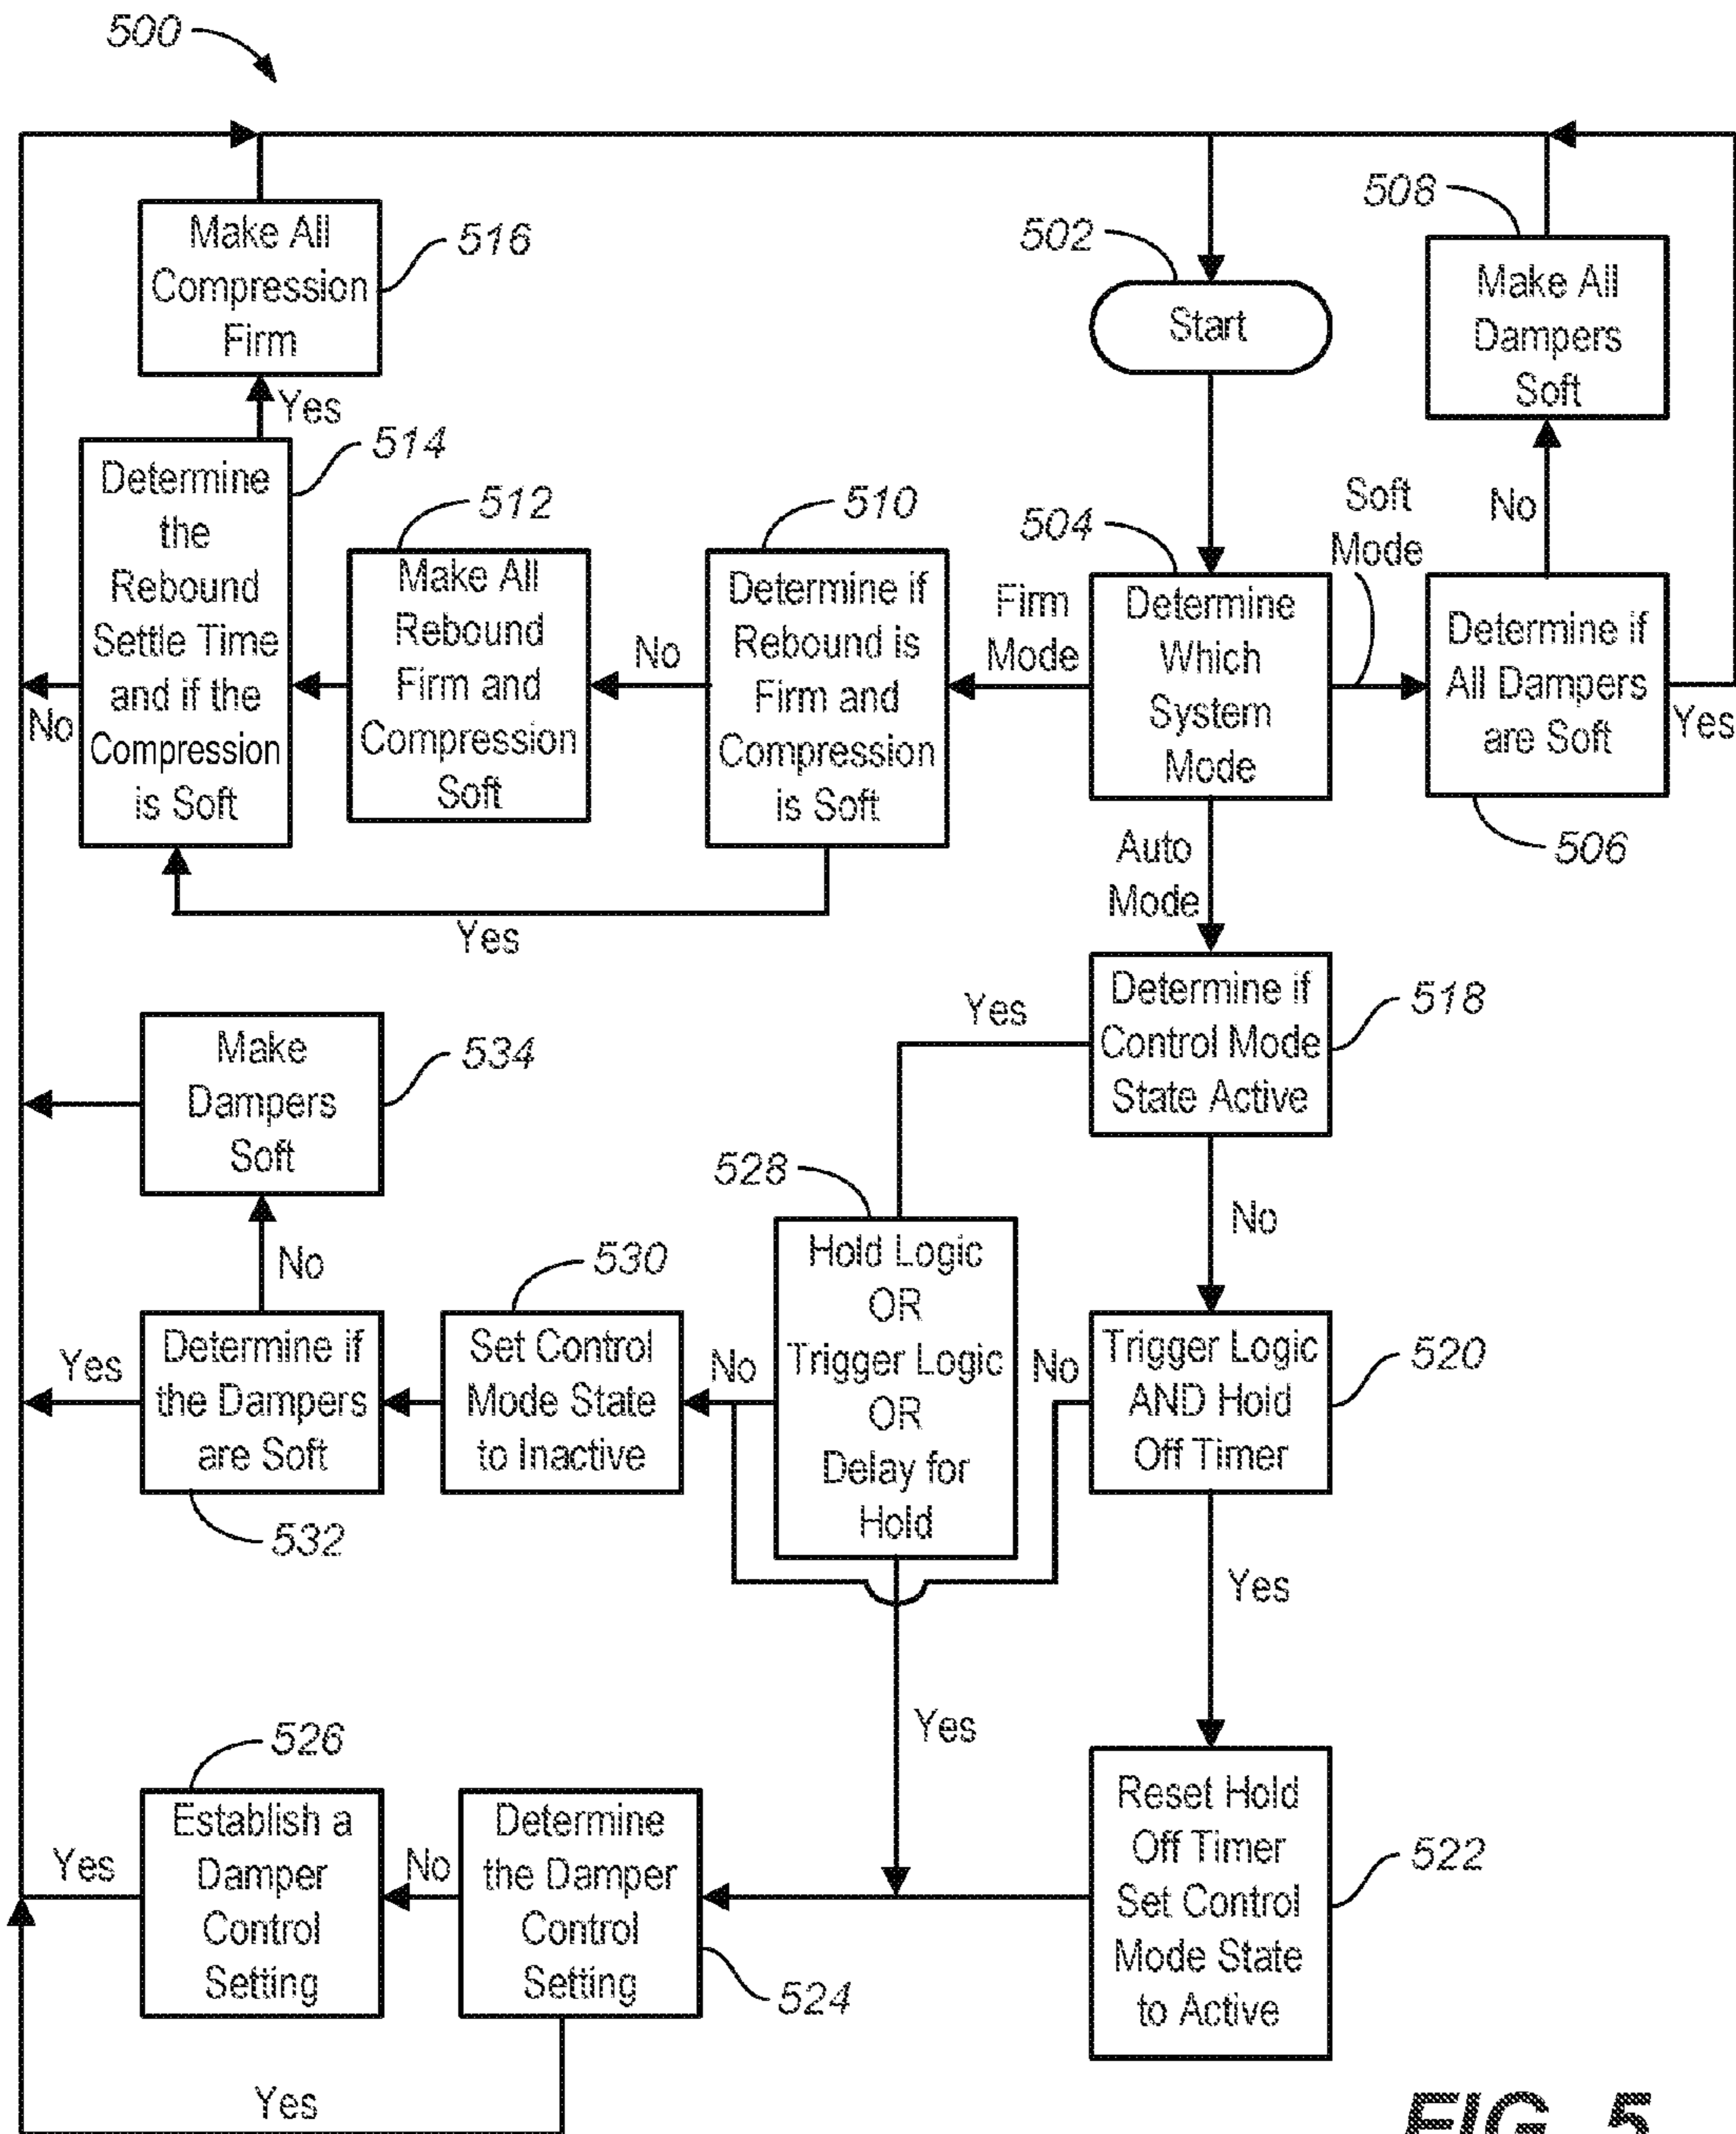 500
516
Make All
Compression
Firm
502
Start
508
Make All
Dampers
Soft
Yes
514
Determine
the
Rebound
Settle Time
and if the
Compression
is Soft
No
512
Make All
Rebound
Firm and
Compression
Soft
No
510
Determine if
Rebound is
Firm and
Compression
is Soft
Yes
Firm
Mode
504
Determine
Which
System
Mode
Soft
Mode
No
Determine if
All Dampers
are Soft
506
Yes
Auto
Mode
Determine if
Control Mode
State Active
518
Yes
No
Make
Dampers
Soft
534
No
528
Hold Logic
OR
Trigger Logic
OR
Delay for
Hold
530
Set Control
Mode State
to Inactive
No
Yes
Determine if
the Dampers
are Soft
532
No
Trigger Logic
AND Hold
Off Timer
520
Yes
Yes
526
Establish a
Damper
Control
Setting
Yes
No
Determine
the Damper
Control
Setting
524
Reset Hold
Off Timer
Set Control
Mode State
to Active
522
Yes
FIG. 5